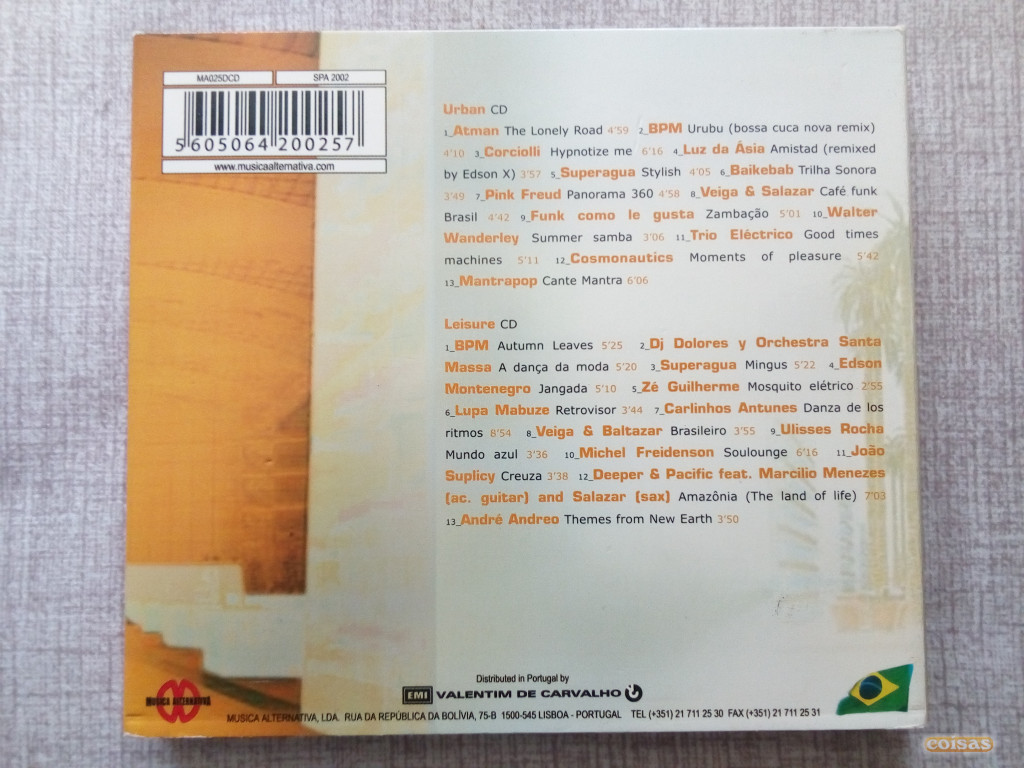 MA025DCD SPA 2002
5 605064 200257
www.musicaalternativa.com
Urban CD
1_Atman The Lonely Road 4'59 2_BPM Urubu (bossa cuca nova remix)
4'10 3_Corciolli Hypnotize me 6'16 4_Luz da Ásia Amistad (remixed
by Edson X) 3'57 5_Superagua Stylish 4'05 6_Baikebab Trilha Sonora
3'49 7_Pink Freud Panorama 360 4'58 8_Veiga & Salazar Café funk
Brasil 4'42 9_Funk como le gusta Zambação 5'01 10_Walter
Wanderley Summer samba 3'06 11_Trio Eléctrico Good times
machines 5'11 12_Cosmonautics Moments of pleasure 5'42
13_Mantrapop Cante Mantra 6'06
Leisure CD
1_BPM Autumn Leaves 5'25 2_Dj Dolores y Orchestra Santa
Massa A dança da moda 5'20 3_Superagua Mingus 5'22 4_Edson
Montenegro Jangada 5'10 5_Zé Guilherme Mosquito elétrico 2'55
6_Lupa Mabuze Retrovisor 3'44 7_Carlinhos Antunes Danza de los
ritmos 8'54 8_Veiga & Baltazar Brasileiro 3'55 9_Ulisses Rocha
Mundo azul 3'36 10_Michel Freidenson Soulounge 6'16 11_João
Suplicy Creuza 3'38 12_Deeper & Pacific feat. Marcilio Menezes
(ac. guitar) and Salazar (sax) Amazônia (The land of life) 7'03
13_André Andreo Themes from New Earth 3'50
Distributed in Portugal by
EMI VALENTIM DE CARVALHO
MUSICA ALTERNATIVA
MUSICA ALTERNATIVA, LDA. RUA DA REPÚBLICA DA BOLÍVIA, 75-B 1500-545 LISBOA - PORTUGAL TEL (+351) 21 711 25 30 FAX (+351) 21 711 25 31
coisas